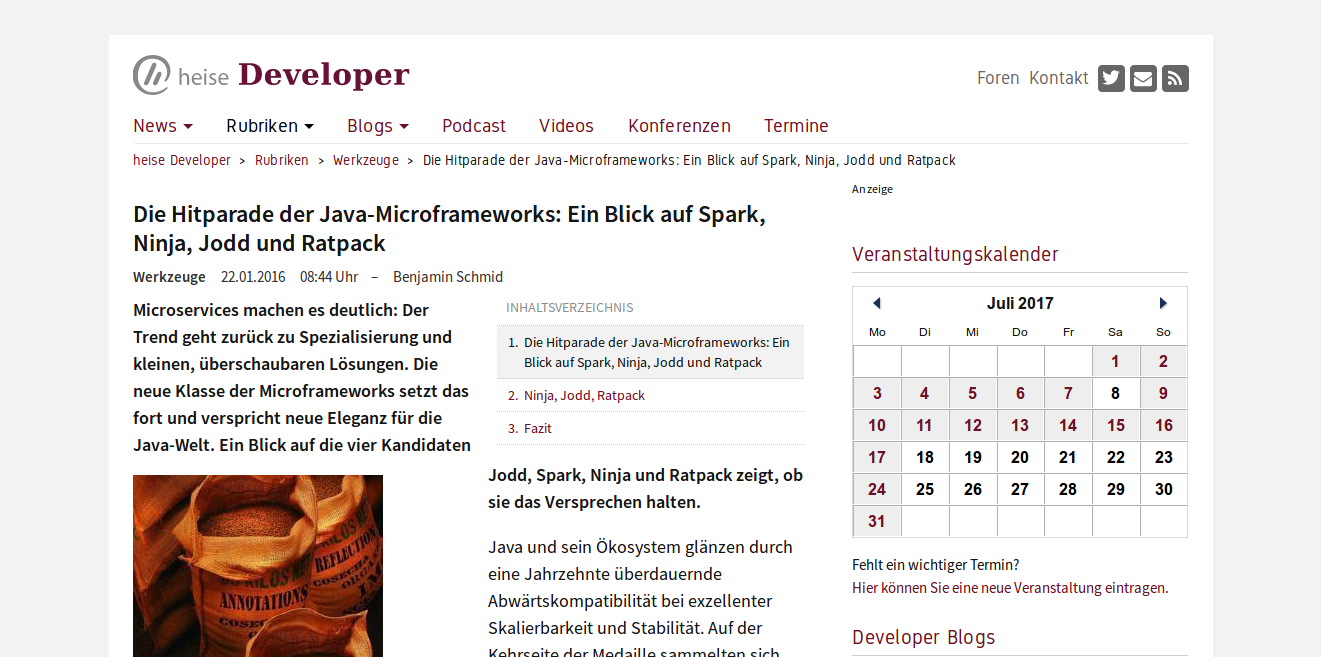 heise Developer
Foren Kontakt
News Rubriken Blogs Podcast Videos Konferenzen Termine
heise Developer > Rubriken > Werkzeuge > Die Hitparade der Java-Microframeworks: Ein Blick auf Spark, Ninja, Jodd und Ratpack
Die Hitparade der Java-Microframeworks: Ein Blick auf Spark,
Ninja, Jodd und Ratpack
Werkzeuge 22.01.2016 08:44 Uhr – Benjamin Schmid
Microservices machen es deutlich: Der
Trend geht zurück zu Spezialisierung und
kleinen, überschaubaren Lösungen. Die
neue Klasse der Microframeworks setzt das
fort und verspricht neue Eleganz für die
Java-Welt. Ein Blick auf die vier Kandidaten
INHALTSVERZEICHNIS
1. Die Hitparade der Java-Microframeworks: Ein
Blick auf Spark, Ninja, Jodd und Ratpack
2. Ninja, Jodd, Ratpack
3. Fazit
Jodd, Spark, Ninja und Ratpack zeigt, ob
sie das Versprechen halten.
Java und sein Ökosystem glänzen durch
eine Jahrzehnte überdauernde
Abwärtskompatibilität bei exzellenter
Skalierbarkeit und Stabilität. Auf der
Kehrseite der Medaille sammelten sich
REFLECTION
ANNOTATIONS
Anzeige
Veranstaltungskalender
Juli 2017
Mo Di Mi Do Fr Sa So
1 2
3 4 5 6 7 8 9
10 11 12 13 14 15 16
17 18 19 20 21 22 23
24 25 26 27 28 29 30
31
Fehlt ein wichtiger Termin?
Hier können Sie eine neue Veranstaltung eintragen.
Developer Blogs